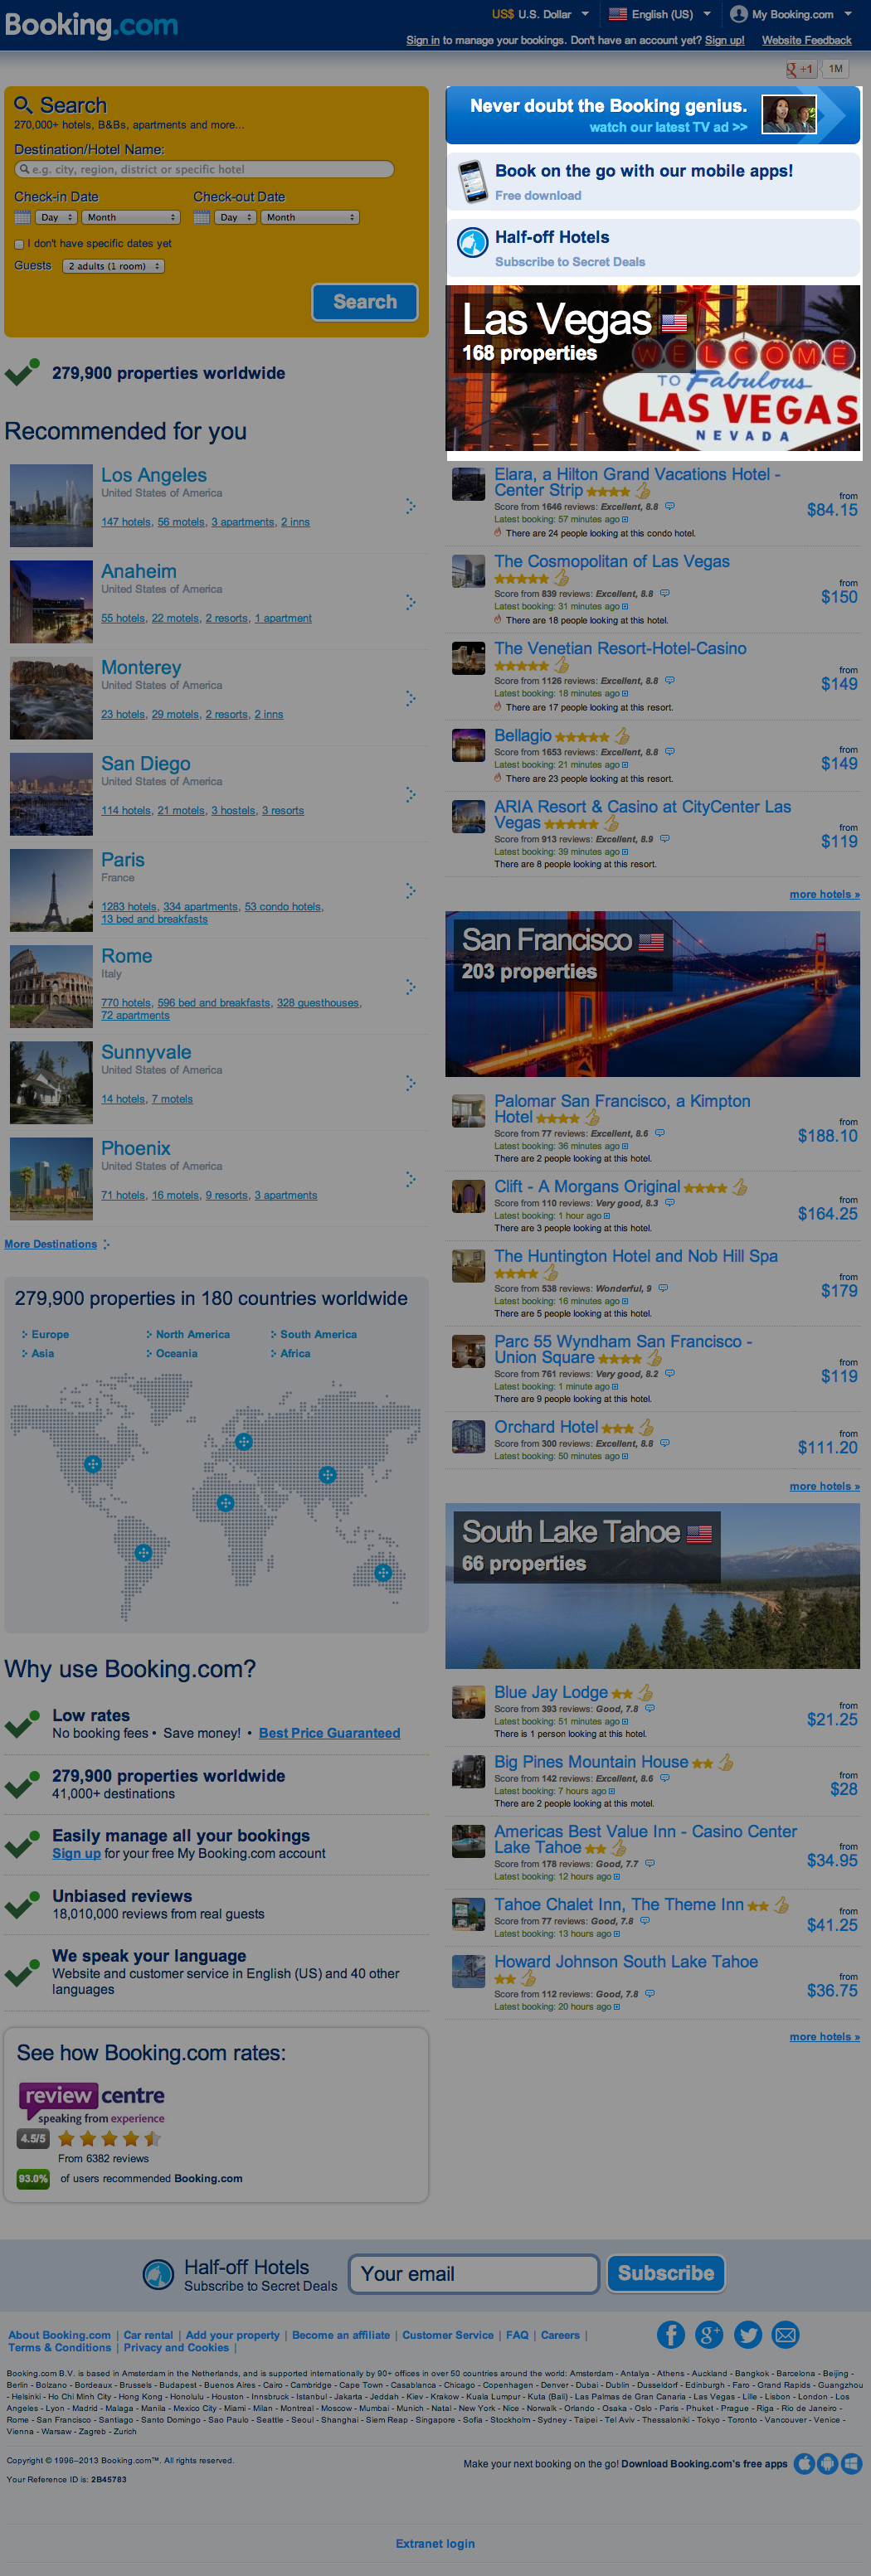 Booking.com
US$ U.S. Dollar
English (US)
My Booking.com
Sign in to manage your bookings. Don't have an account yet? Sign up!
Website Feedback
g +1 1M
Search
270,000+ hotels, B&Bs, apartments and more...
Destination/Hotel Name:
e.g. city, region, district or specific hotel
Check-in Date Check-out Date
Day Month Day Month
I don't have specific dates yet
Guests 2 adults (1 room)
Search
279,900 properties worldwide
Recommended for you
Los Angeles
United States of America
147 hotels, 56 motels, 3 apartments, 2 inns
Anaheim
United States of America
55 hotels, 22 motels, 2 resorts, 1 apartment
Monterey
United States of America
23 hotels, 29 motels, 2 resorts, 2 inns
San Diego
United States of America
114 hotels, 21 motels, 3 hostels, 3 resorts
Paris
France
1283 hotels, 334 apartments, 53 condo hotels,
13 bed and breakfasts
Rome
Italy
770 hotels, 596 bed and breakfasts, 328 guesthouses,
72 apartments
Sunnyvale
United States of America
14 hotels, 7 motels
Phoenix
United States of America
71 hotels, 16 motels, 9 resorts, 3 apartments
More Destinations
279,900 properties in 180 countries worldwide
Europe North America South America
Asia Oceania Africa
Why use Booking.com?
Low rates
No booking fees • Save money! • Best Price Guaranteed
279,900 properties worldwide
41,000+ destinations
Easily manage all your bookings
Sign up for your free My Booking.com account
Unbiased reviews
18,010,000 reviews from real guests
We speak your language
Website and customer service in English (US) and 40 other
languages
See how Booking.com rates:
review centre
speaking from experience
4.5/5
From 6382 reviews
93.0% of users recommended Booking.com
Never doubt the Booking genius.
watch our latest TV ad >>
Book on the go with our mobile apps!
Free download
Half-off Hotels
Subscribe to Secret Deals
Las Vegas
168 properties
WELCOME
TO Fabulous
LAS VEGAS
NEVADA
Elara, a Hilton Grand Vacations Hotel -
Center Strip
Score from 1646 reviews: Excellent, 8.8
Latest booking: 57 minutes ago
There are 24 people looking at this condo hotel.
from
$84.15
The Cosmopolitan of Las Vegas
Score from 839 reviews: Excellent, 8.8
Latest booking: 31 minutes ago
There are 18 people looking at this hotel.
from
$150
The Venetian Resort-Hotel-Casino
Score from 1126 reviews: Excellent, 8.8
Latest booking: 18 minutes ago
There are 17 people looking at this resort.
from
$149
Bellagio
Score from 1653 reviews: Excellent, 8.8
Latest booking: 21 minutes ago
There are 23 people looking at this resort.
from
$149
ARIA Resort & Casino at CityCenter Las
Vegas
Score from 913 reviews: Excellent, 8.9
Latest booking: 39 minutes ago
There are 8 people looking at this resort.
from
$119
more hotels »
San Francisco
203 properties
Palomar San Francisco, a Kimpton
Hotel
Score from 77 reviews: Excellent, 8.6
Latest booking: 36 minutes ago
There are 2 people looking at this hotel.
from
$188.10
Clift - A Morgans Original
Score from 110 reviews: Very good, 8.3
Latest booking: 1 hour ago
There are 3 people looking at this hotel.
from
$164.25
The Huntington Hotel and Nob Hill Spa
Score from 538 reviews: Wonderful, 9
Latest booking: 16 minutes ago
There are 5 people looking at this hotel.
from
$179
Parc 55 Wyndham San Francisco -
Union Square
Score from 761 reviews: Very good, 8.2
Latest booking: 1 minute ago
There are 9 people looking at this hotel.
from
$119
Orchard Hotel
Score from 300 reviews: Excellent, 8.8
Latest booking: 50 minutes ago
from
$111.20
more hotels »
South Lake Tahoe
66 properties
Blue Jay Lodge
Score from 393 reviews: Good, 7.8
Latest booking: 51 minutes ago
There is 1 person looking at this hotel.
from
$21.25
Big Pines Mountain House
Score from 142 reviews: Excellent, 8.6
Latest booking: 7 hours ago
There are 2 people looking at this motel.
from
$28
Americas Best Value Inn - Casino Center
Lake Tahoe
Score from 178 reviews: Good, 7.7
Latest booking: 12 hours ago
from
$34.95
Tahoe Chalet Inn, The Theme Inn
Score from 77 reviews: Good, 7.8
Latest booking: 13 hours ago
from
$41.25
Howard Johnson South Lake Tahoe
Score from 112 reviews: Good, 7.8
Latest booking: 20 hours ago
from
$36.75
more hotels »
Half-off Hotels
Subscribe to Secret Deals
Your email
Subscribe
About Booking.com | Car rental | Add your property | Become an affiliate | Customer Service | FAQ | Careers |
Terms & Conditions | Privacy and Cookies |
Booking.com B.V. is based in Amsterdam in the Netherlands, and is supported internationally by 90+ offices in over 50 countries around the world: Amsterdam - Antalya - Athens - Auckland - Bangkok - Barcelona - Beijing -
Berlin - Bolzano - Bordeaux - Brussels - Budapest - Buenos Aires - Cairo - Cambridge - Cape Town - Casablanca - Chicago - Copenhagen - Denver - Dubai - Dublin - Dusseldorf - Edinburgh - Faro - Grand Rapids - Guangzhou
- Helsinki - Ho Chi Minh City - Hong Kong - Honolulu - Houston - Innsbruck - Istanbul - Jakarta - Jeddah - Kiev - Krakow - Kuala Lumpur - Kuta (Bali) - Las Palmas de Gran Canaria - Las Vegas - Lille - Lisbon - London - Los
Angeles - Lyon - Madrid - Malaga - Manila - Mexico City - Miami - Milan - Montreal - Moscow - Mumbai - Munich - Natal - New York - Nice - Norwalk - Orlando - Osaka - Oslo - Paris - Phuket - Prague - Riga - Rio de Janeiro -
Rome - San Francisco - Santiago - Santo Domingo - Sao Paulo - Seattle - Seoul - Shanghai - Siem Reap - Singapore - Sofia - Stockholm - Sydney - Taipei - Tel Aviv - Thessaloniki - Tokyo - Toronto - Vancouver - Venice -
Vienna - Warsaw - Zagreb - Zurich
Copyright © 1996–2013 Booking.com™. All rights reserved.
Your Reference ID is: 2B45783
Make your next booking on the go! Download Booking.com's free apps
Extranet login